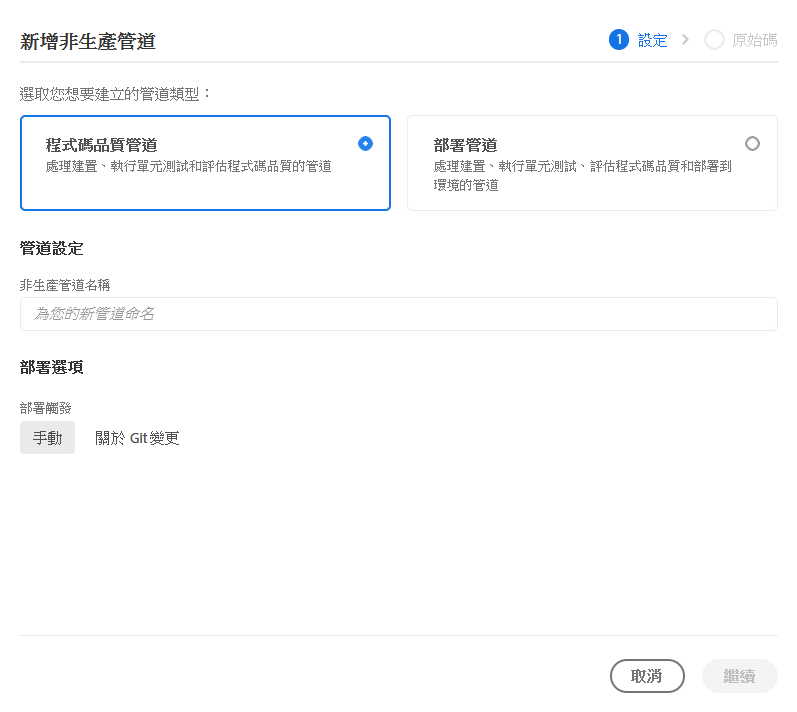 新增非生產管道
1 設定 > 原始碼
選取您想要建立的管道類型：
程式碼品質管道
處理建置、執行單元測試和評估程式碼品質的管道
部署管道
處理建置、執行單元測試、評估程式碼品質和部署到
環境的管道
管道設定
非生產管道名稱
為您的新管道命名
部署選項
部署觸發
手動 關於 Git 變更
取消 繼續